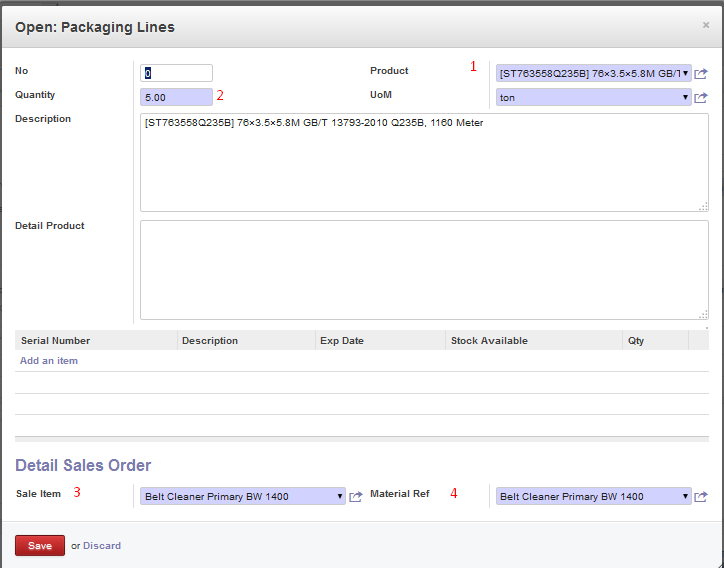 Open: Packaging Lines ×
No 0 Product 1 [ST763558Q235B] 76×3.5×5.8M GB/T
Quantity 5.00 2 UoM ton
Description [ST763558Q235B] 76×3.5×5.8M GB/T 13793-2010 Q235B, 1160 Meter
Detail Product
Serial Number Description Exp Date Stock Available Qty
Add an item
Detail Sales Order
Sale Item 3 Belt Cleaner Primary BW 1400 Material Ref 4 Belt Cleaner Primary BW 1400
Save or Discard